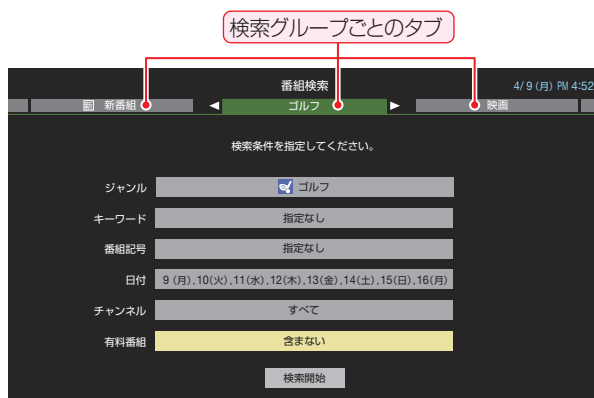 検索グループごとのタブ
番組検索 4/9(月) PM 4:52
新 新番組 ◀ ゴルフ ▶ 映画
検索条件を指定してください。
ジャンル ゴルフ
キーワード 指定なし
番組記号 指定なし
日付 9(月),10(火),11(水),12(木),13(金),14(土),15(日),16(月)
チャンネル すべて
有料番組 含まない
検索開始